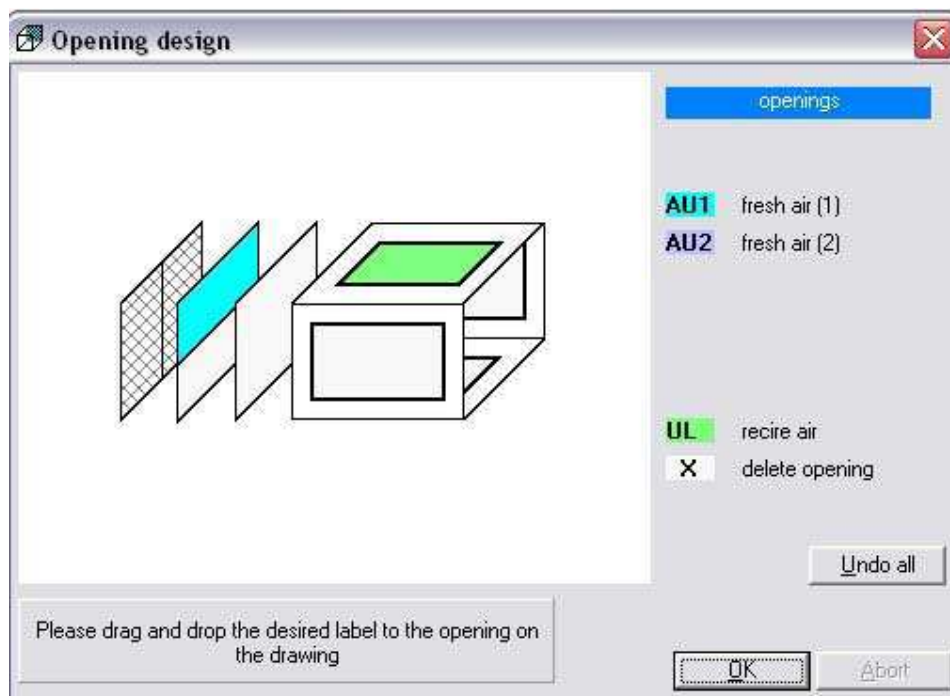 Opening design
openings
AU1 fresh air (1)
AU2 fresh air (2)
UL recire air
X delete opening
Undo all
Please drag and drop the desired label to the opening on
the drawing
OK Abort